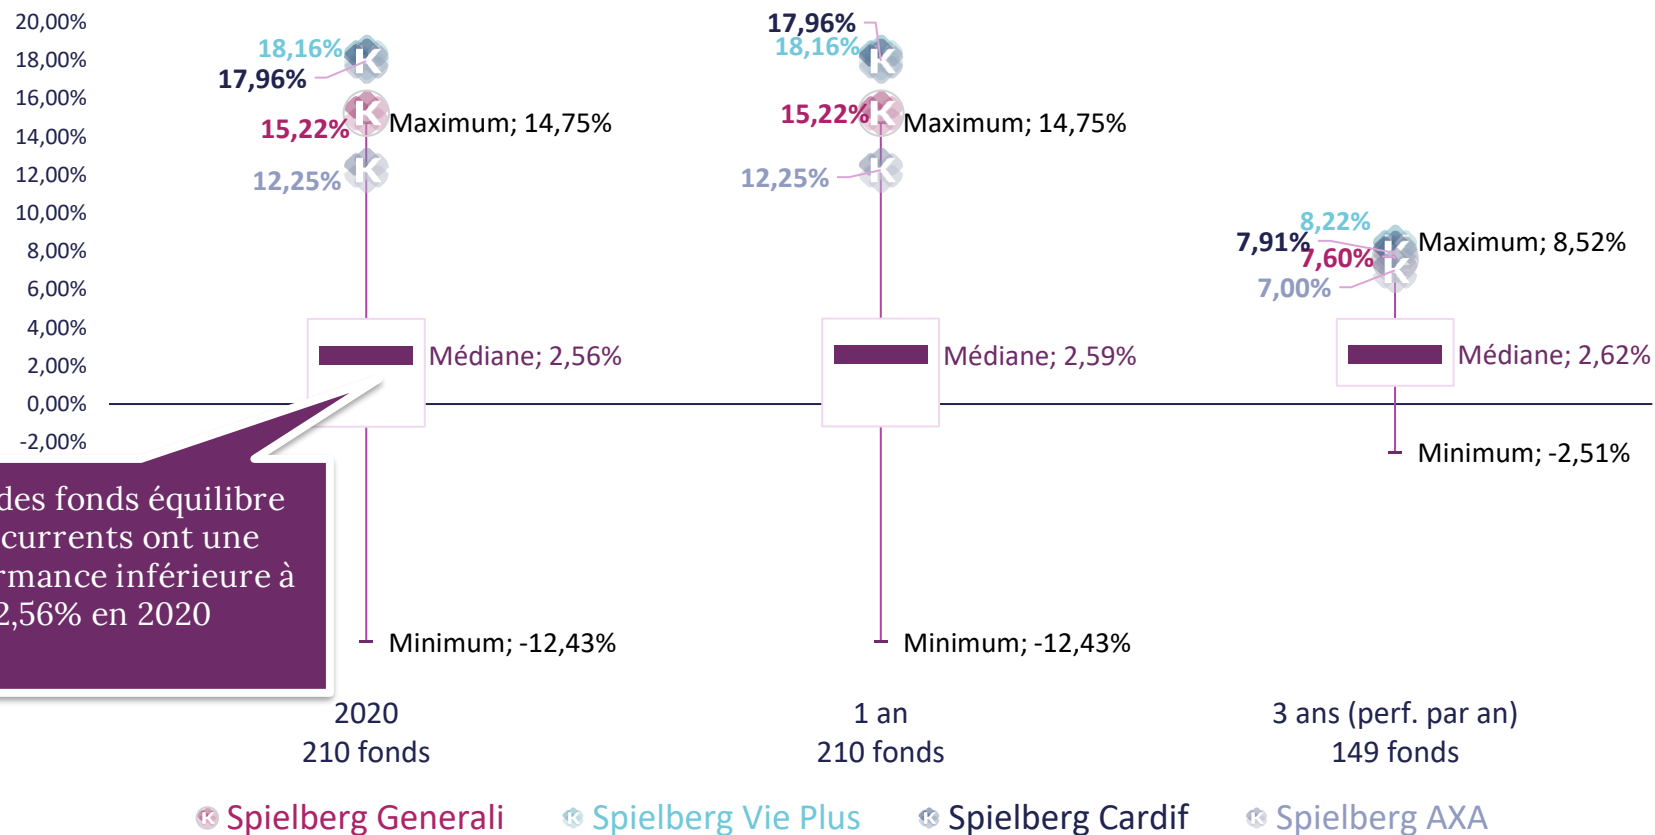 20,00%
18,00%
16,00%
14,00%
12,00%
10,00%
8,00%
6,00%
4,00%
2,00%
0,00%
-2,00%
18,16%
17,96%
15,22%
12,25%
Maximum; 14,75%
Médiane; 2,56%
Minimum; -12,43%
17,96%
18,16%
15,22%
12,25%
Maximum; 14,75%
Médiane; 2,59%
Minimum; -12,43%
8,22%
7,91%
7,60%
7,00%
Maximum; 8,52%
Médiane; 2,62%
Minimum; -2,51%
des fonds équilibre
currents ont une
rmance inférieure à
2,56% en 2020
2020
210 fonds
1 an
210 fonds
3 ans (perf. par an)
149 fonds
K Spielberg Generali
K Spielberg Vie Plus
K Spielberg Cardif
K Spielberg AXA